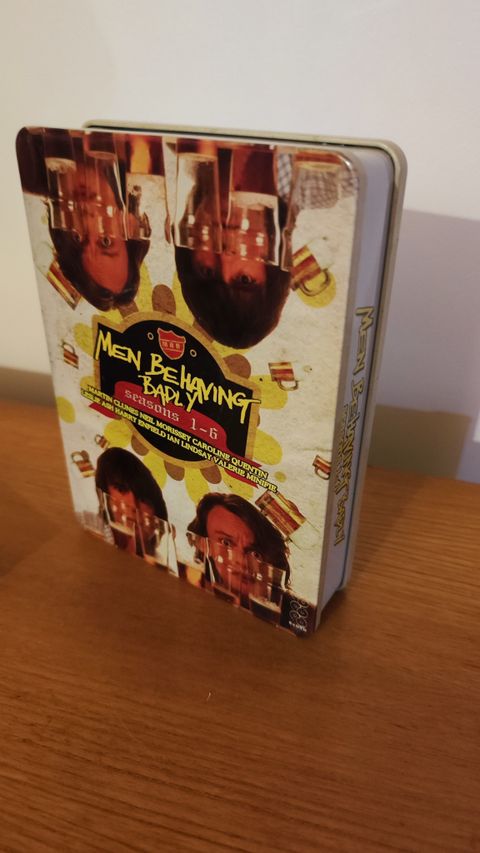 MEN BEHAVING
BADLY
seasons 1-6
MARTIN CLUNES NEIL MORISSEY CAROLINE QUENTIN
LESLIE ASH HARRY ENFIELD IAN LINDSAY VALERIE MINIFIE
MEN BEHAVING BADLY